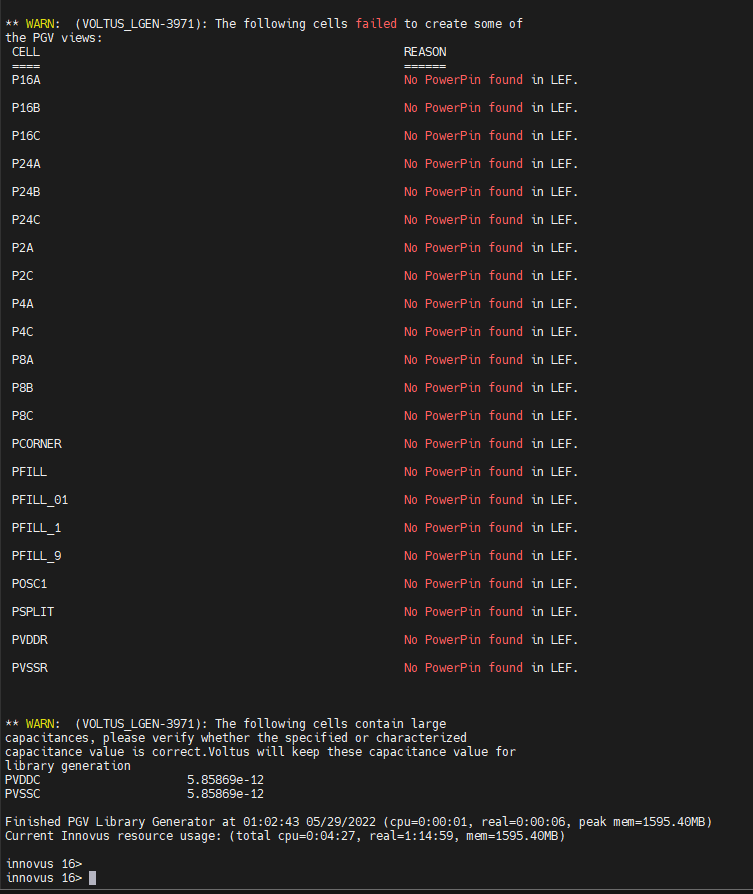 ** WARN:  (VOLTUS_LGEN-3971): The following cells failed to create some of
the PGV views:
CELL REASON
==== ======
P16A No PowerPin found in LEF.
P16B No PowerPin found in LEF.
P16C No PowerPin found in LEF.
P24A No PowerPin found in LEF.
P24B No PowerPin found in LEF.
P24C No PowerPin found in LEF.
P2A No PowerPin found in LEF.
P2C No PowerPin found in LEF.
P4A No PowerPin found in LEF.
P4C No PowerPin found in LEF.
P8A No PowerPin found in LEF.
P8B No PowerPin found in LEF.
P8C No PowerPin found in LEF.
PCORNER No PowerPin found in LEF.
PFILL No PowerPin found in LEF.
PFILL_01 No PowerPin found in LEF.
PFILL_1 No PowerPin found in LEF.
PFILL_9 No PowerPin found in LEF.
POSC1 No PowerPin found in LEF.
PSPLIT No PowerPin found in LEF.
PVDDR No PowerPin found in LEF.
PVSSR No PowerPin found in LEF.
** WARN:  (VOLTUS_LGEN-3971): The following cells contain large
capacitances, please verify whether the specified or characterized
capacitance value is correct.Voltus will keep these capacitance value for
library generation
PVDDC 5.85869e-12
PVSSC 5.85869e-12
Finished PGV Library Generator at 01:02:43 05/29/2022 (cpu=0:00:01, real=0:00:06, peak mem=1595.40MB)
Current Innovus resource usage: (total cpu=0:04:27, real=1:14:59, mem=1595.40MB)
innovus 16>
innovus 16>